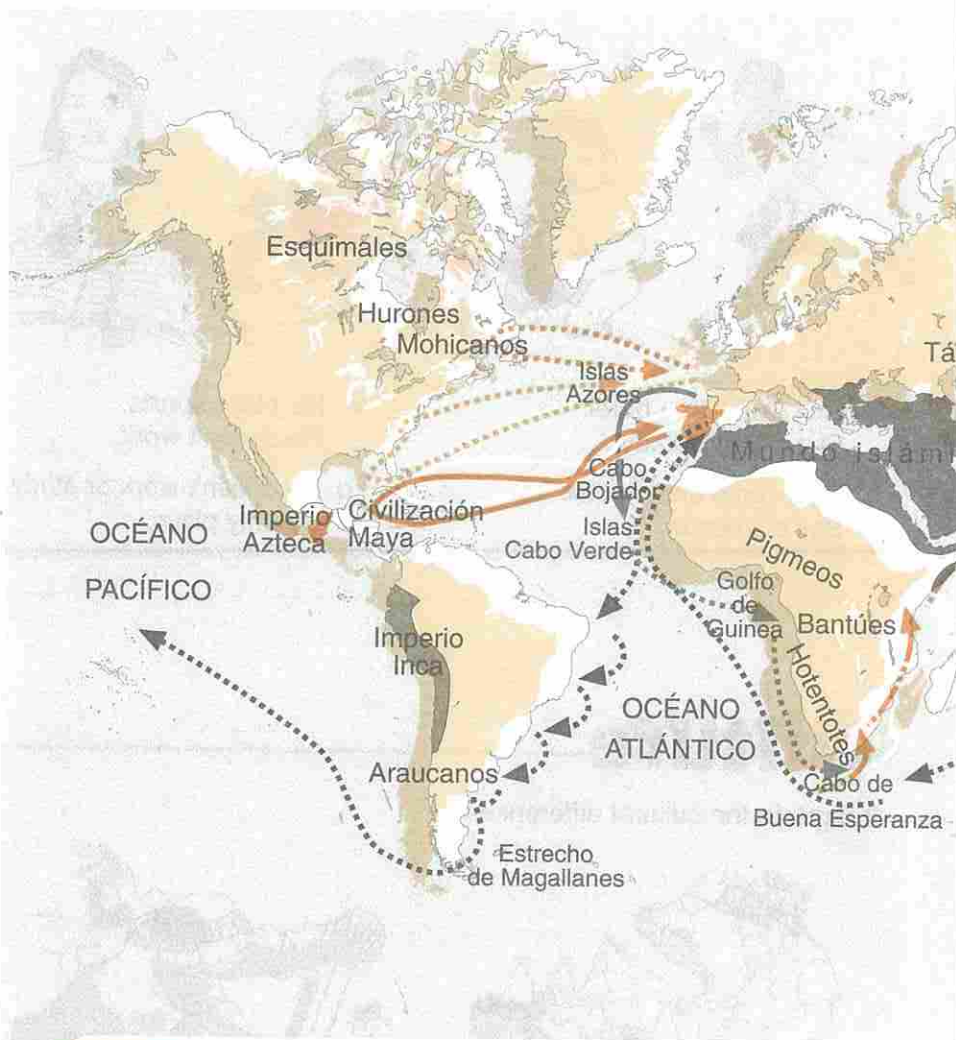 Esquimales
Hurones
Mohicanos
Islas
Azores
Tá
Mundo islámi
Cabo
Bojador
Imperio
Azteca
Civilización
Maya
Islas
Cabo Verde
OCÉANO
PACÍFICO
Pigmeos
Golfo
de
Guinea
Bantúes
Imperio
Inca
Hotentotes
OCÉANO
ATLÁNTICO
Araucanos
Cabo de
Buena Esperanza
Estrecho
de Magallanes